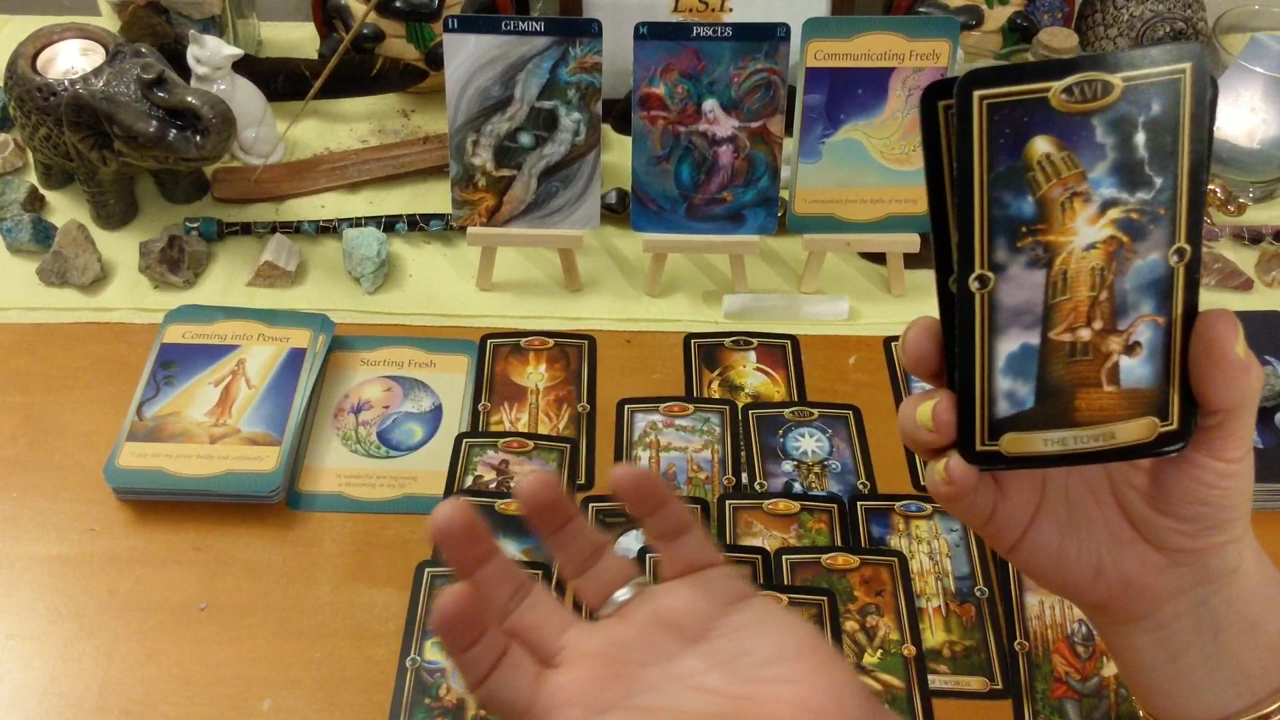 L.S.T.
11 GEMINI 3
PISCES 12
Communicating Freely
"I communicate from the depths of my being"
XVI
THE TOWER
Coming into Power
"I step into my power boldly and confidently."
Starting Fresh
"A wonderful new beginning
is blossoming in my life."
X
XVII
OF SWORDS